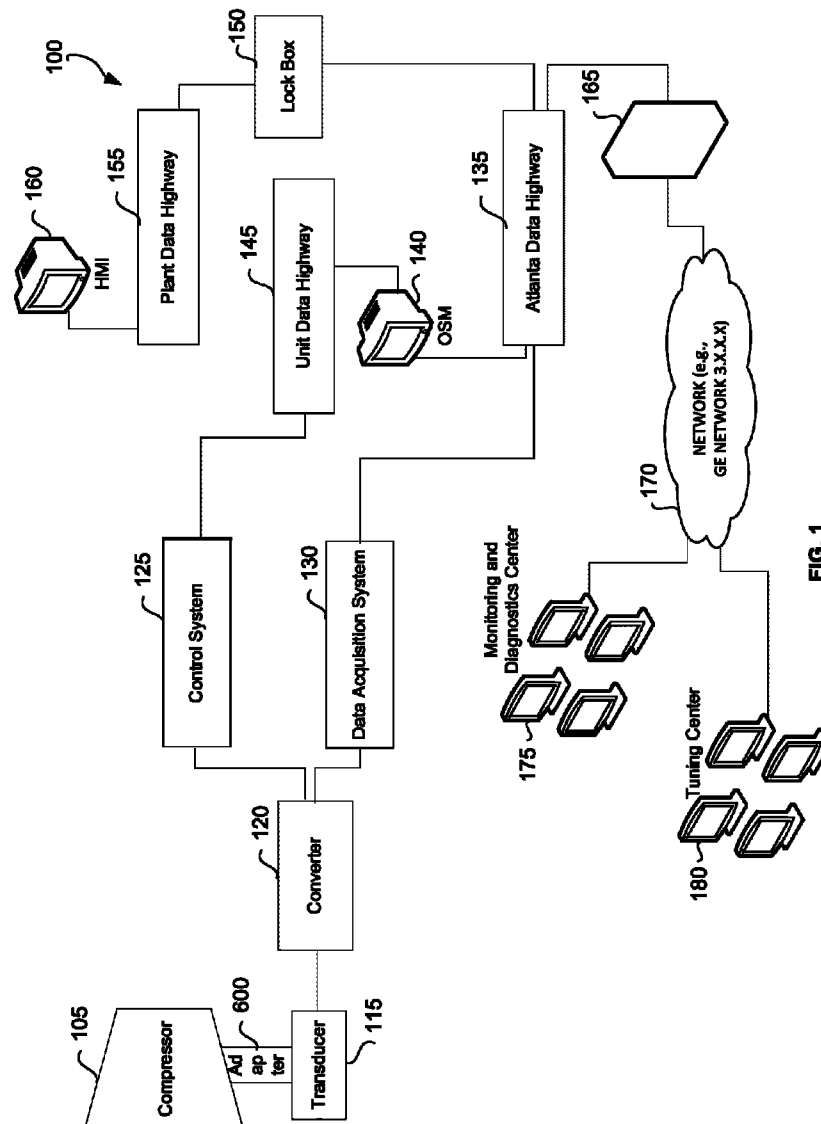 100
105
Compressor
600
Ad
ap
ter
Transducer
115
120
Converter
125
Control System
130
Data Acquisition System
145
Unit Data Highway
160
HMI
155
Plant Data Highway
150
Lock Box
140
OSM
135
Atlanta Data Highway
165
170
NETWORK (e.g.,
GE NETWORK 3.X.X.X)
Monitoring and
Diagnostics Center
175
Tuning Center
180
FIG. 1